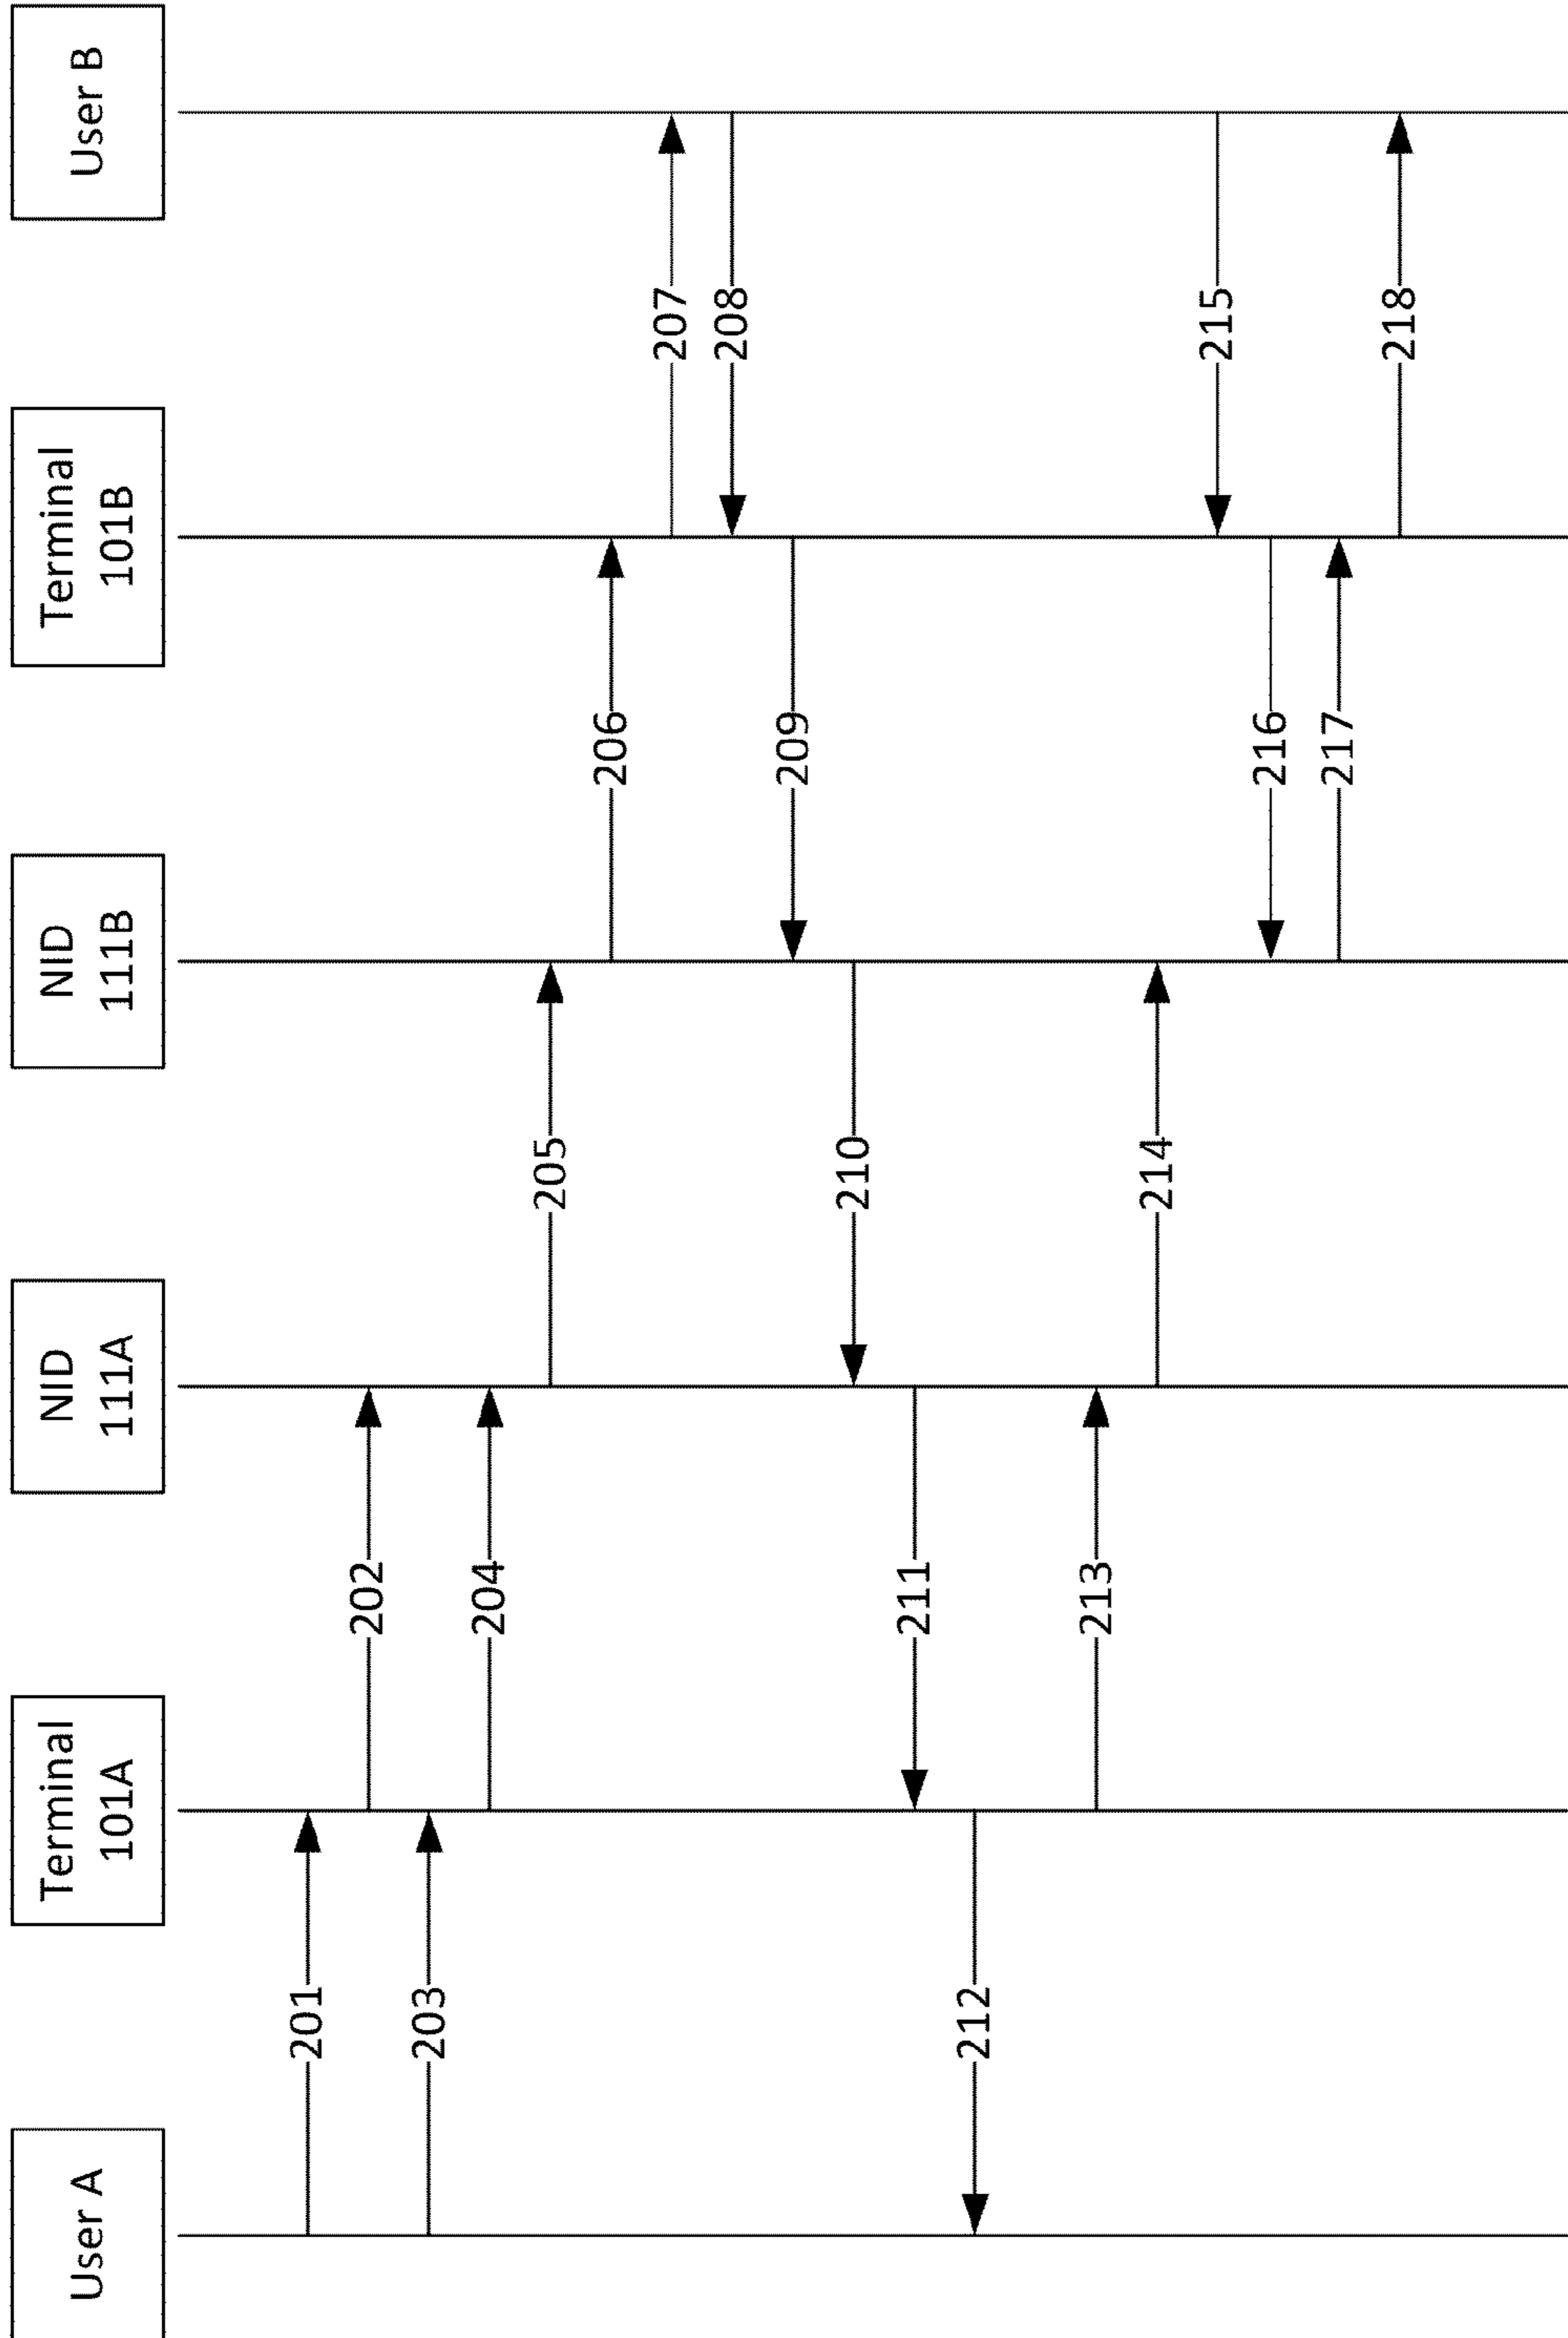 User A
Terminal
101A
NID
111A
NID
111B
Terminal
101B
User B
201
202
203
204
205
206
207
208
209
210
211
212
213
214
215
216
217
218